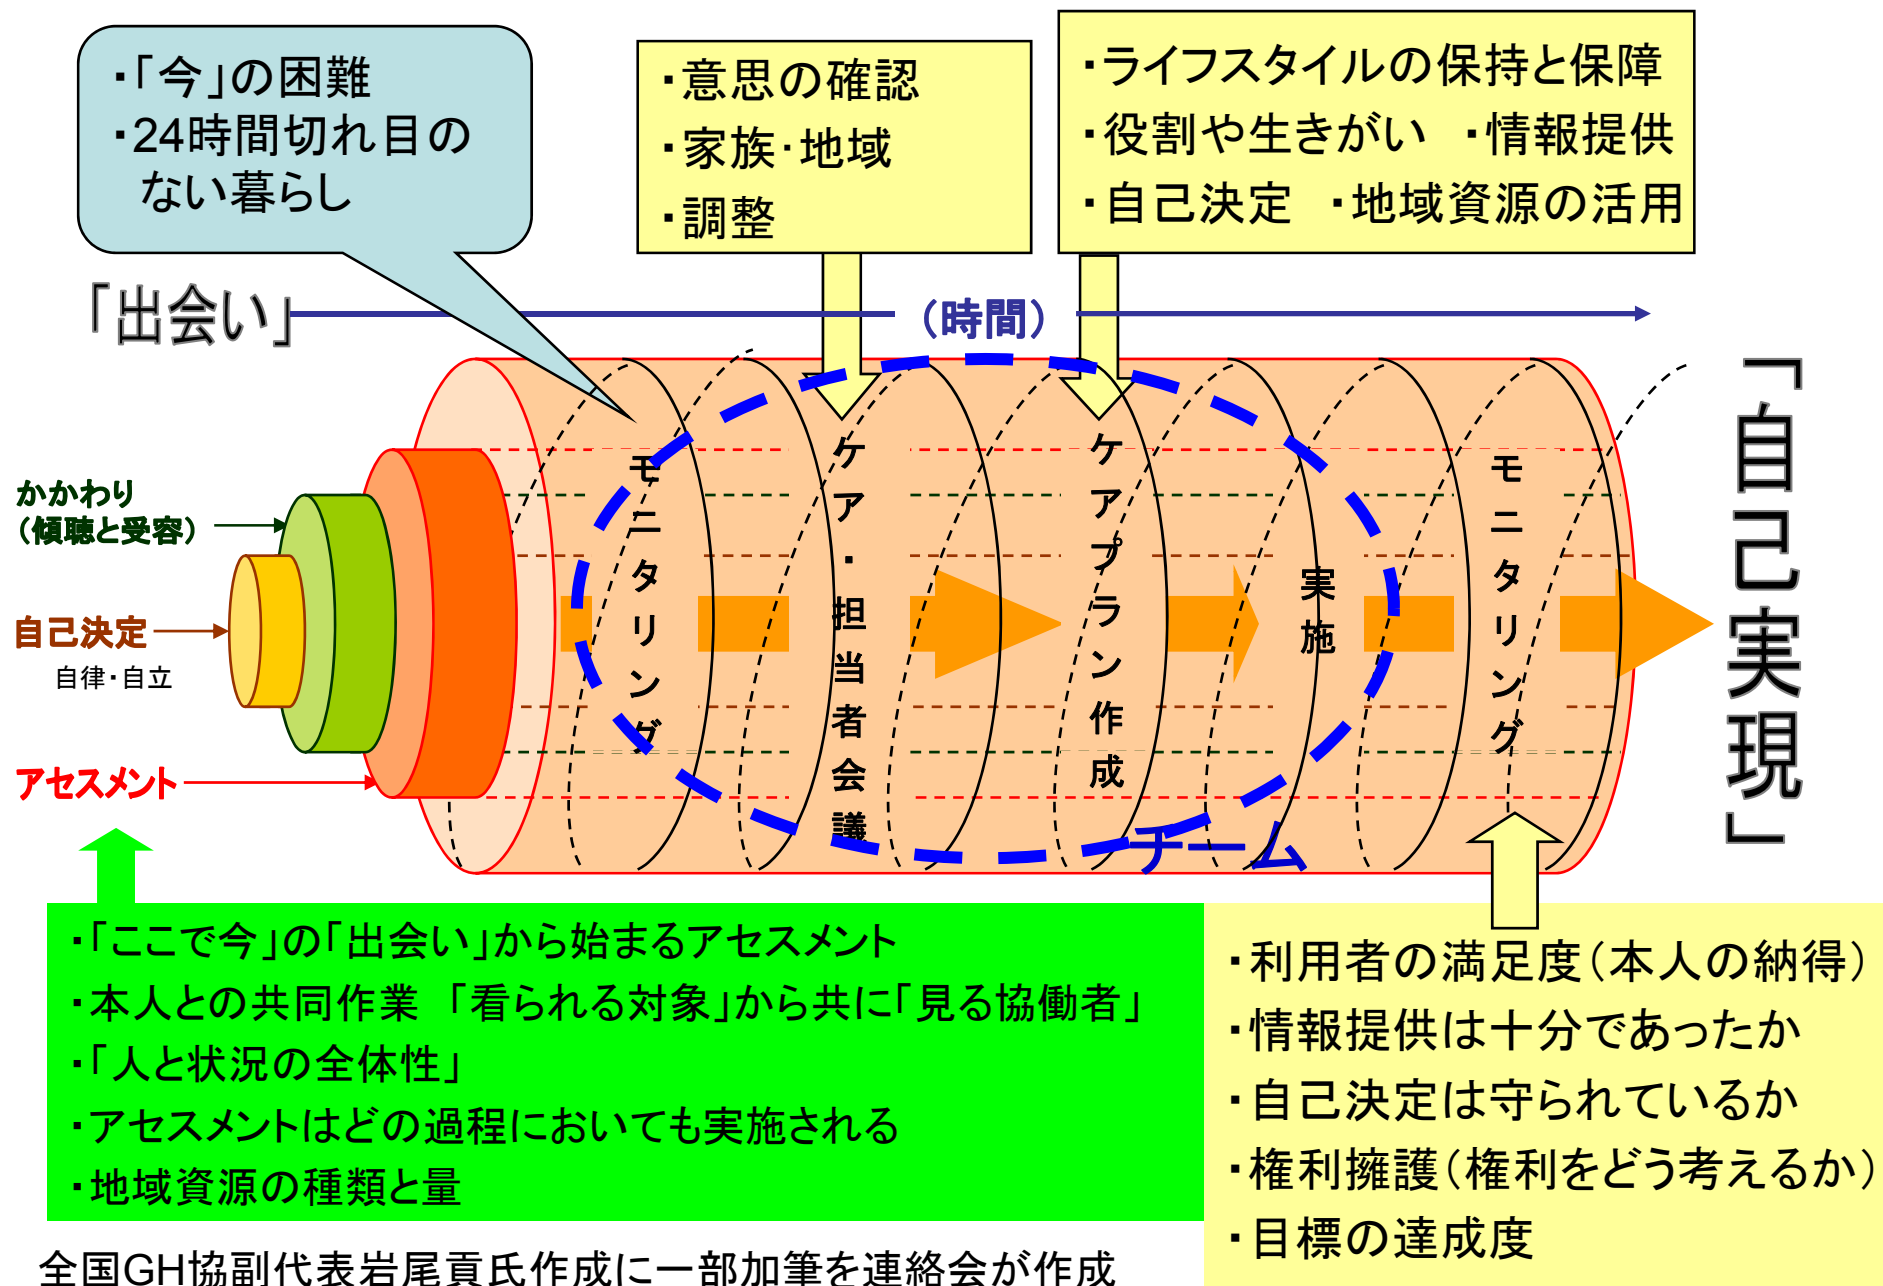 ・「今」の困難
・24時間切れ目の
ない暮らし
・意思の確認
・家族・地域
・調整
・ライフスタイルの保持と保障
・役割や生きがい　・情報提供
・自己決定　・地域資源の活用
「出会い」
（時間）
かかわり
（傾聴と受容）
自己決定
自律・自立
アセスメント
モニタリング
ケア・担当者会議
ケアプラン作成
実施
モニタリング
チーム
「自己実現」
・「ここで今」の「出会い」から始まるアセスメント
・本人との共同作業　「看られる対象」から共に「見る協働者」
・「人と状況の全体性」
・アセスメントはどの過程においても実施される
・地域資源の種類と量
・利用者の満足度（本人の納得）
・情報提供は十分であったか
・自己決定は守られているか
・権利擁護（権利をどう考えるか）
・目標の達成度
全国GH協副代表岩尾貢氏作成に一部加筆を連絡会が作成